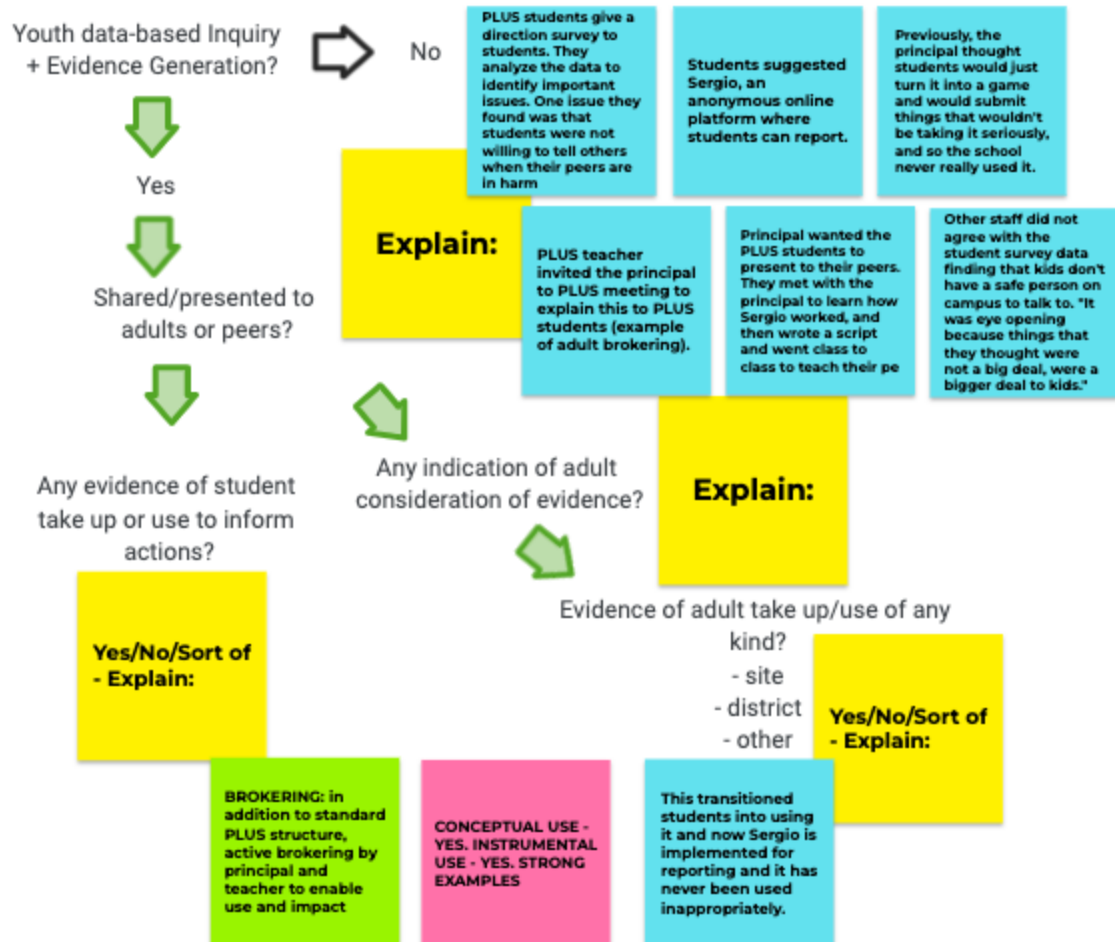 Youth data-based Inquiry
+ Evidence Generation?
No
PLUS students give a
direction survey to
students. They
analyze the data to
identify important
issues. One issue they
found was that
students were not
willing to tell others
when their peers are
in harm
Students suggested
Sergio, an
anonymous online
platform where
students can report.
Previously, the
principal thought
students would just
turn it into a game
and would submit
things that wouldn't
be taking it seriously,
and so the school
never really used it.
Yes
Explain:
PLUS teacher
invited the principal
to PLUS meeting to
explain this to PLUS
students (example
of adult brokering).
Principal wanted the
PLUS students to
present to their peers.
They met with the
principal to learn how
Sergio worked, and
then wrote a script
and went class to
class to teach their pe
Other staff did not
agree with the
student survey data
finding that kids don't
have a safe person on
campus to talk to. "It
was eye opening
because things that
they thought were
not a big deal, were a
bigger deal to kids."
Shared/presented to
adults or peers?
Any indication of adult
consideration of evidence?
Explain:
Any evidence of student
take up or use to inform
actions?
Yes/No/Sort of
- Explain:
Evidence of adult take up/use of any
kind?
- site
- district
- other
Yes/No/Sort of
- Explain:
BROKERING: in
addition to standard
PLUS structure,
active brokering by
principal and
teacher to enable
use and impact
CONCEPTUAL USE -
YES. INSTRUMENTAL
USE - YES. STRONG
EXAMPLES
This transitioned
students into using
it and now Sergio is
implemented for
reporting and it has
never been used
inappropriately.